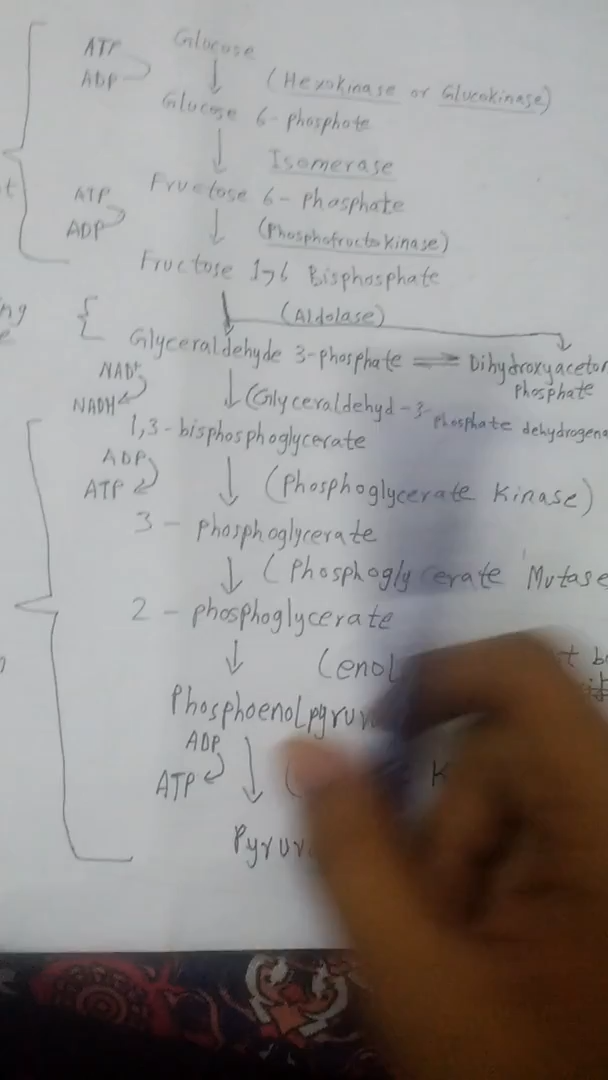 ATP Glucose
ADP (Hexokinase or Glucokinase)
Glucose 6-phosphate
Isomerase
Fructose 6-Phosphate
ATP
ADP (Phosphofructokinase)
Fructose 1→6 Bisphosphate
(Aldolase)
Glyceraldehyde 3-phosphate ⇌ Dihydroxyaceton
phosphate
NAD+
NADH (Glyceraldehyd-3-phosphate dehydrogena
1,3-bisphosphoglycerate
ADP
ATP (Phosphoglycerate Kinase)
3-Phosphoglycerate
(Phosphoglycerate Mutase
2-phosphoglycerate
(enol
Phosphoenolpyruv
ADP
ATP ( K
Pyruv